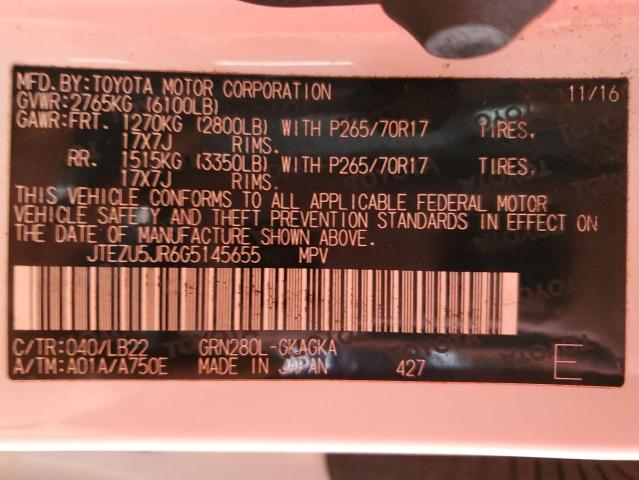 MFD.BY:TOYOTA MOTOR CORPORATION 11/16
GVWR:2765KG (6100LB)
GAWR:FRT. 1270KG (2800LB) WITH P265/70R17 TIRES,
17X7J RIMS.
RR. 1515KG (3350LB) WITH P265/70R17 TIRES,
17X7J RIMS.
THIS VEHICLE CONFORMS TO ALL APPLICABLE FEDERAL MOTOR
VEHICLE SAFETY AND THEFT PREVENTION STANDARDS IN EFFECT ON
THE DATE OF MANUFACTURE SHOWN ABOVE.
JTEZU5JR6G5145655 MPV
C/TR:040/LB22 GRN280L-GKAGKA
A/TM:A01A/A750E MADE IN JAPAN 427 E